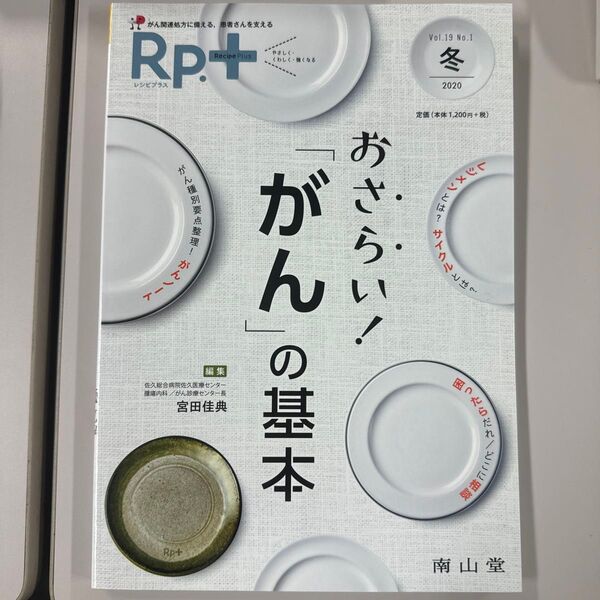 がん関連処方に備える，患者さんを支える
Rp.+
Recipe Plus
レシピプラス
やさしく・
くわしく・強くなる
Vol.19 No.1
冬
2020
定価（本体1,200円＋税）
おさらい！
「がん」の基本
がん種別要点整理！がんノート
レジメンとは？サイクルとは？
困ったらだれ／どこに相談
編集
佐久総合病院佐久医療センター
腫瘍内科／がん診療センター長
宮田佳典
Rp+
南山堂